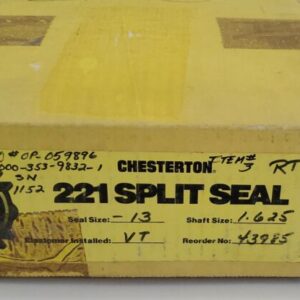 # OP-059896
000-353-9832-1
SN
1152
CHESTERTON
ITEM# 3
RT
221 SPLIT SEAL
Seal Size: -13 Shaft Size: 1.625
Elastomer Installed: VT Reorder No: 43985